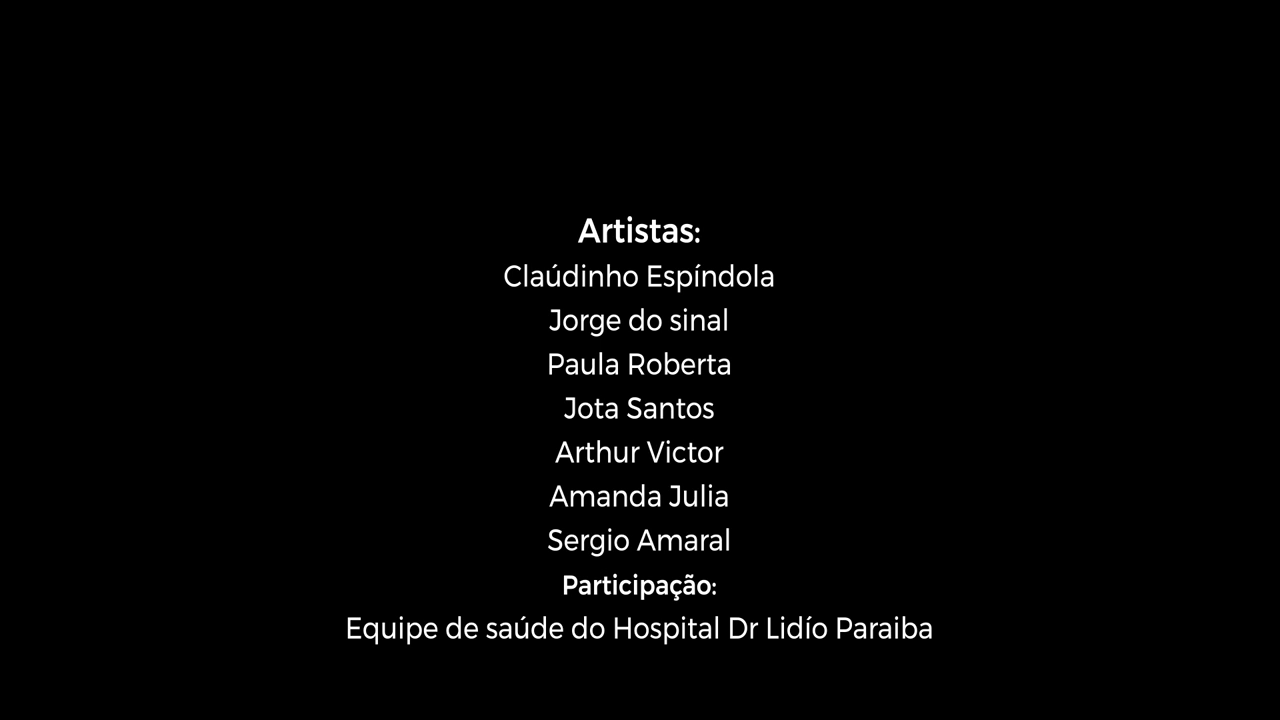 Artistas:
Claúdinho Espíndola
Jorge do sinal
Paula Roberta
Jota Santos
Arthur Victor
Amanda Julia
Sergio Amaral
Participação:
Equipe de saúde do Hospital Dr Lidío Paraiba